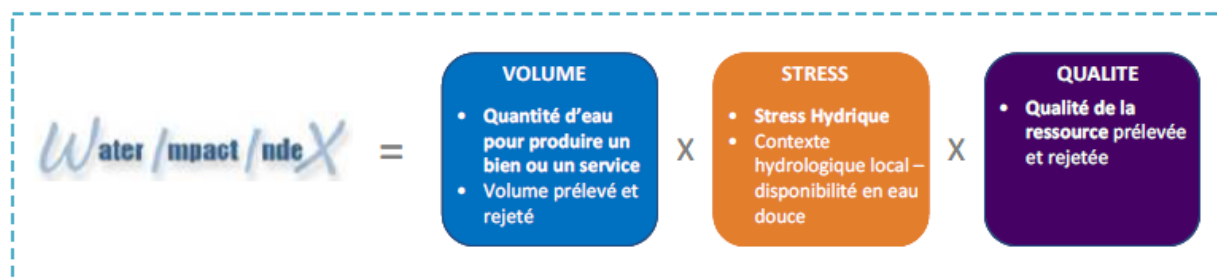 Water Impact IndeX
=
VOLUME
• Quantité d'eau
pour produire un
bien ou un service
• Volume prélevé et
rejeté
X
STRESS
• Stress Hydrique
• Contexte
hydrologique local –
disponibilité en eau
douce
X
QUALITE
• Qualité de la
ressource prélevée
et rejetée